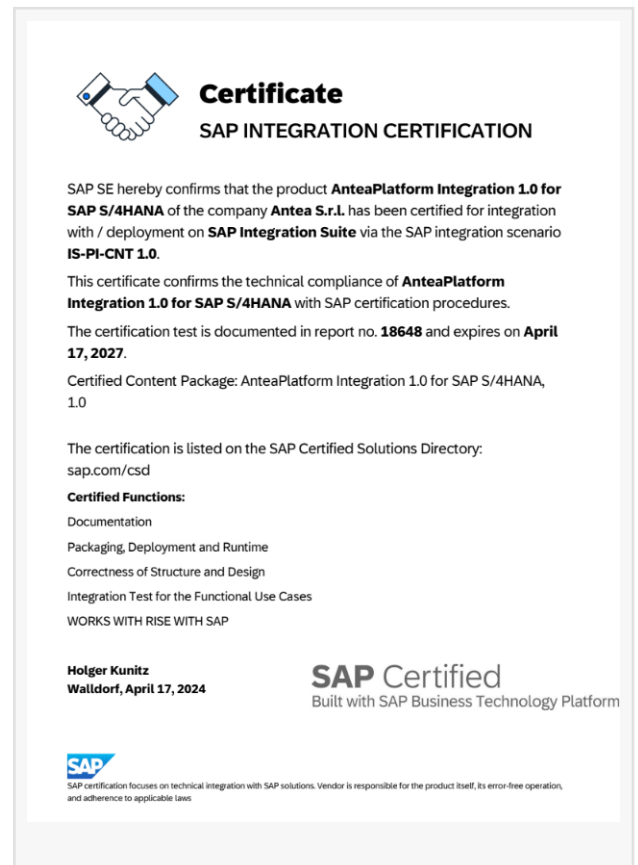 Certificate
SAP INTEGRATION CERTIFICATION
SAP SE hereby confirms that the product AnteaPlatform Integration 1.0 for
SAP S/4HANA of the company Antea S.r.l. has been certified for integration
with / deployment on SAP Integration Suite via the SAP integration scenario
IS-PI-CNT 1.0.
This certificate confirms the technical compliance of AnteaPlatform
Integration 1.0 for SAP S/4HANA with SAP certification procedures.
The certification test is documented in report no. 18648 and expires on April
17, 2027.
Certified Content Package: AnteaPlatform Integration 1.0 for SAP S/4HANA,
1.0
The certification is listed on the SAP Certified Solutions Directory:
sap.com/csd
Certified Functions:
Documentation
Packaging, Deployment and Runtime
Correctness of Structure and Design
Integration Test for the Functional Use Cases
WORKS WITH RISE WITH SAP
Holger Kunitz
Walldorf, April 17, 2024
SAP Certified
Built with SAP Business Technology Platform
SAP
SAP certification focuses on technical integration with SAP solutions. Vendor is responsible for the product itself, its error-free operation,
and adherence to applicable laws